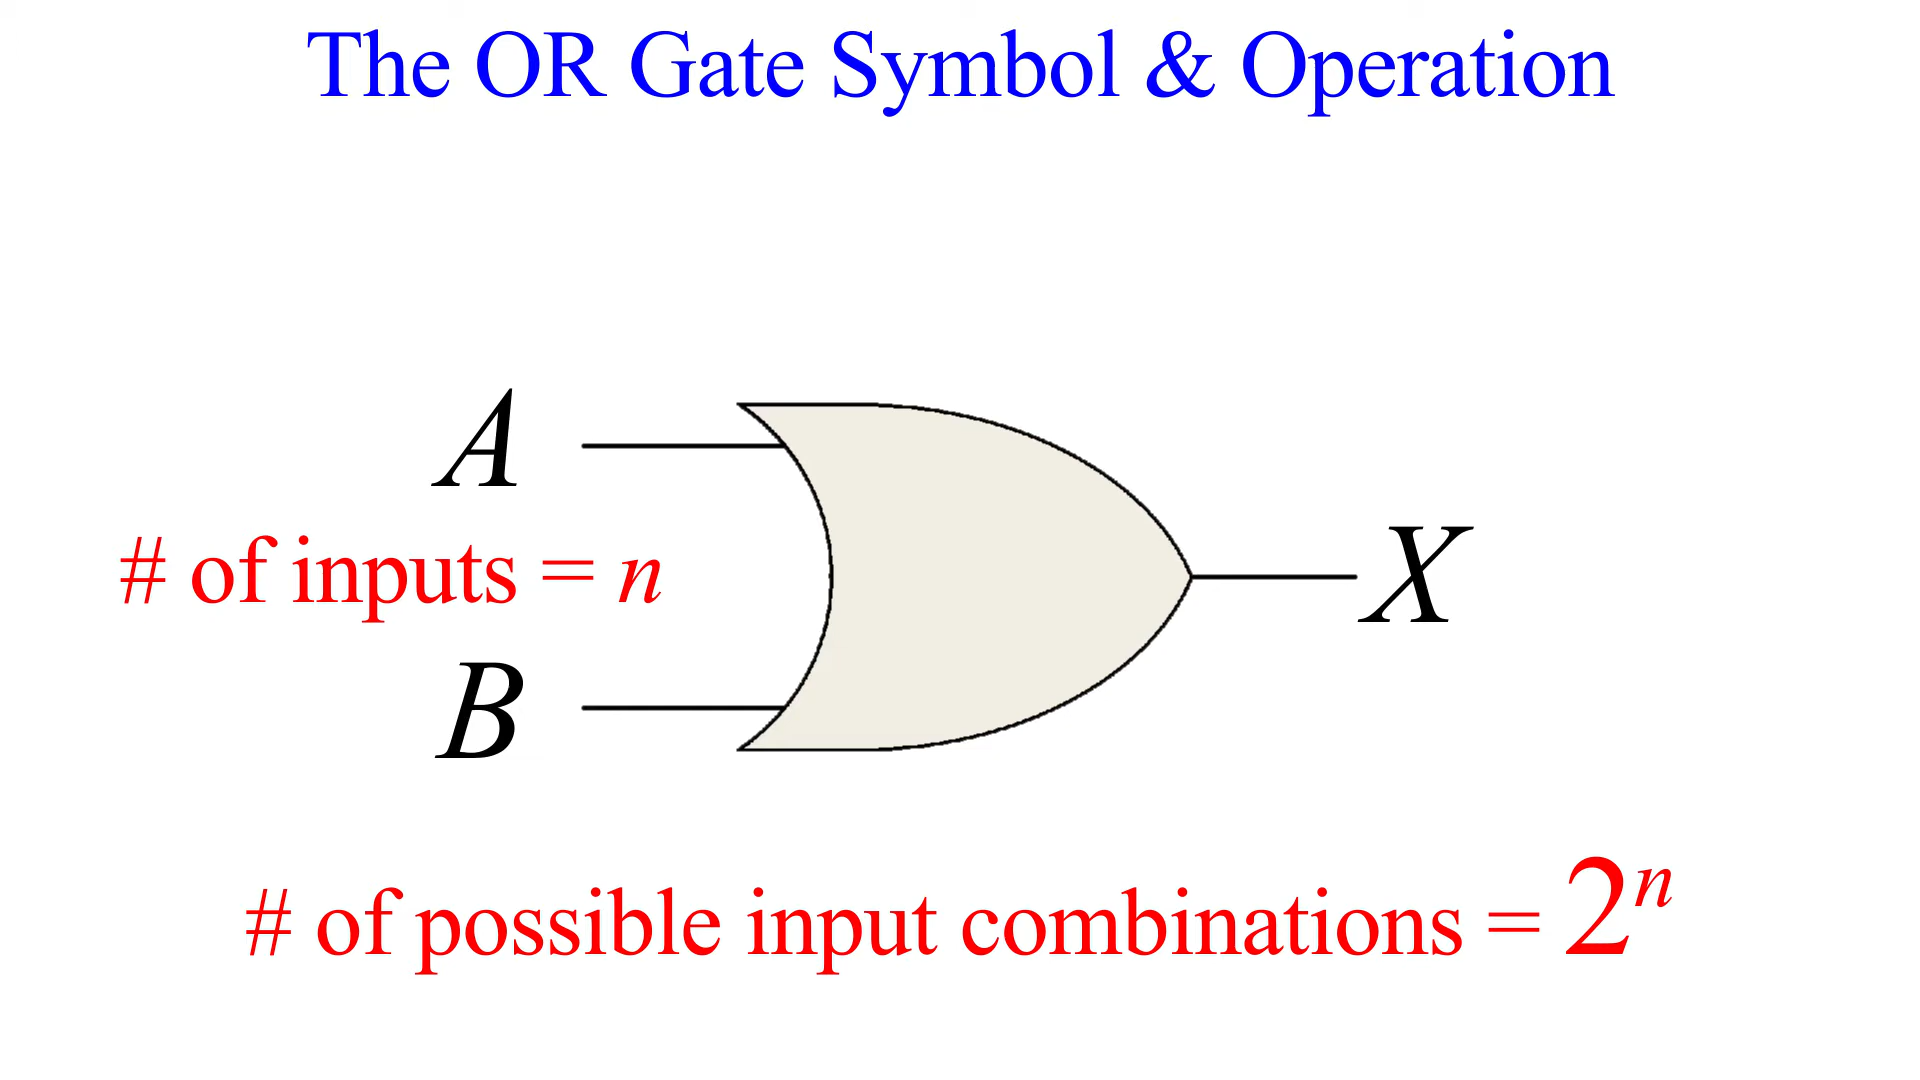 The OR Gate Symbol & Operation
A
# of inputs = n
X
B
# of possible input combinations = 2ⁿ